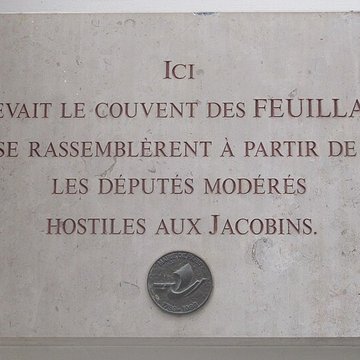 ICI
EVAIT LE COUVENT DES FEUILLA
SE RASSEMBLÈRENT À PARTIR DE
LES DÉPUTÉS MODÉRÉS
HOSTILES AUX JACOBINS.